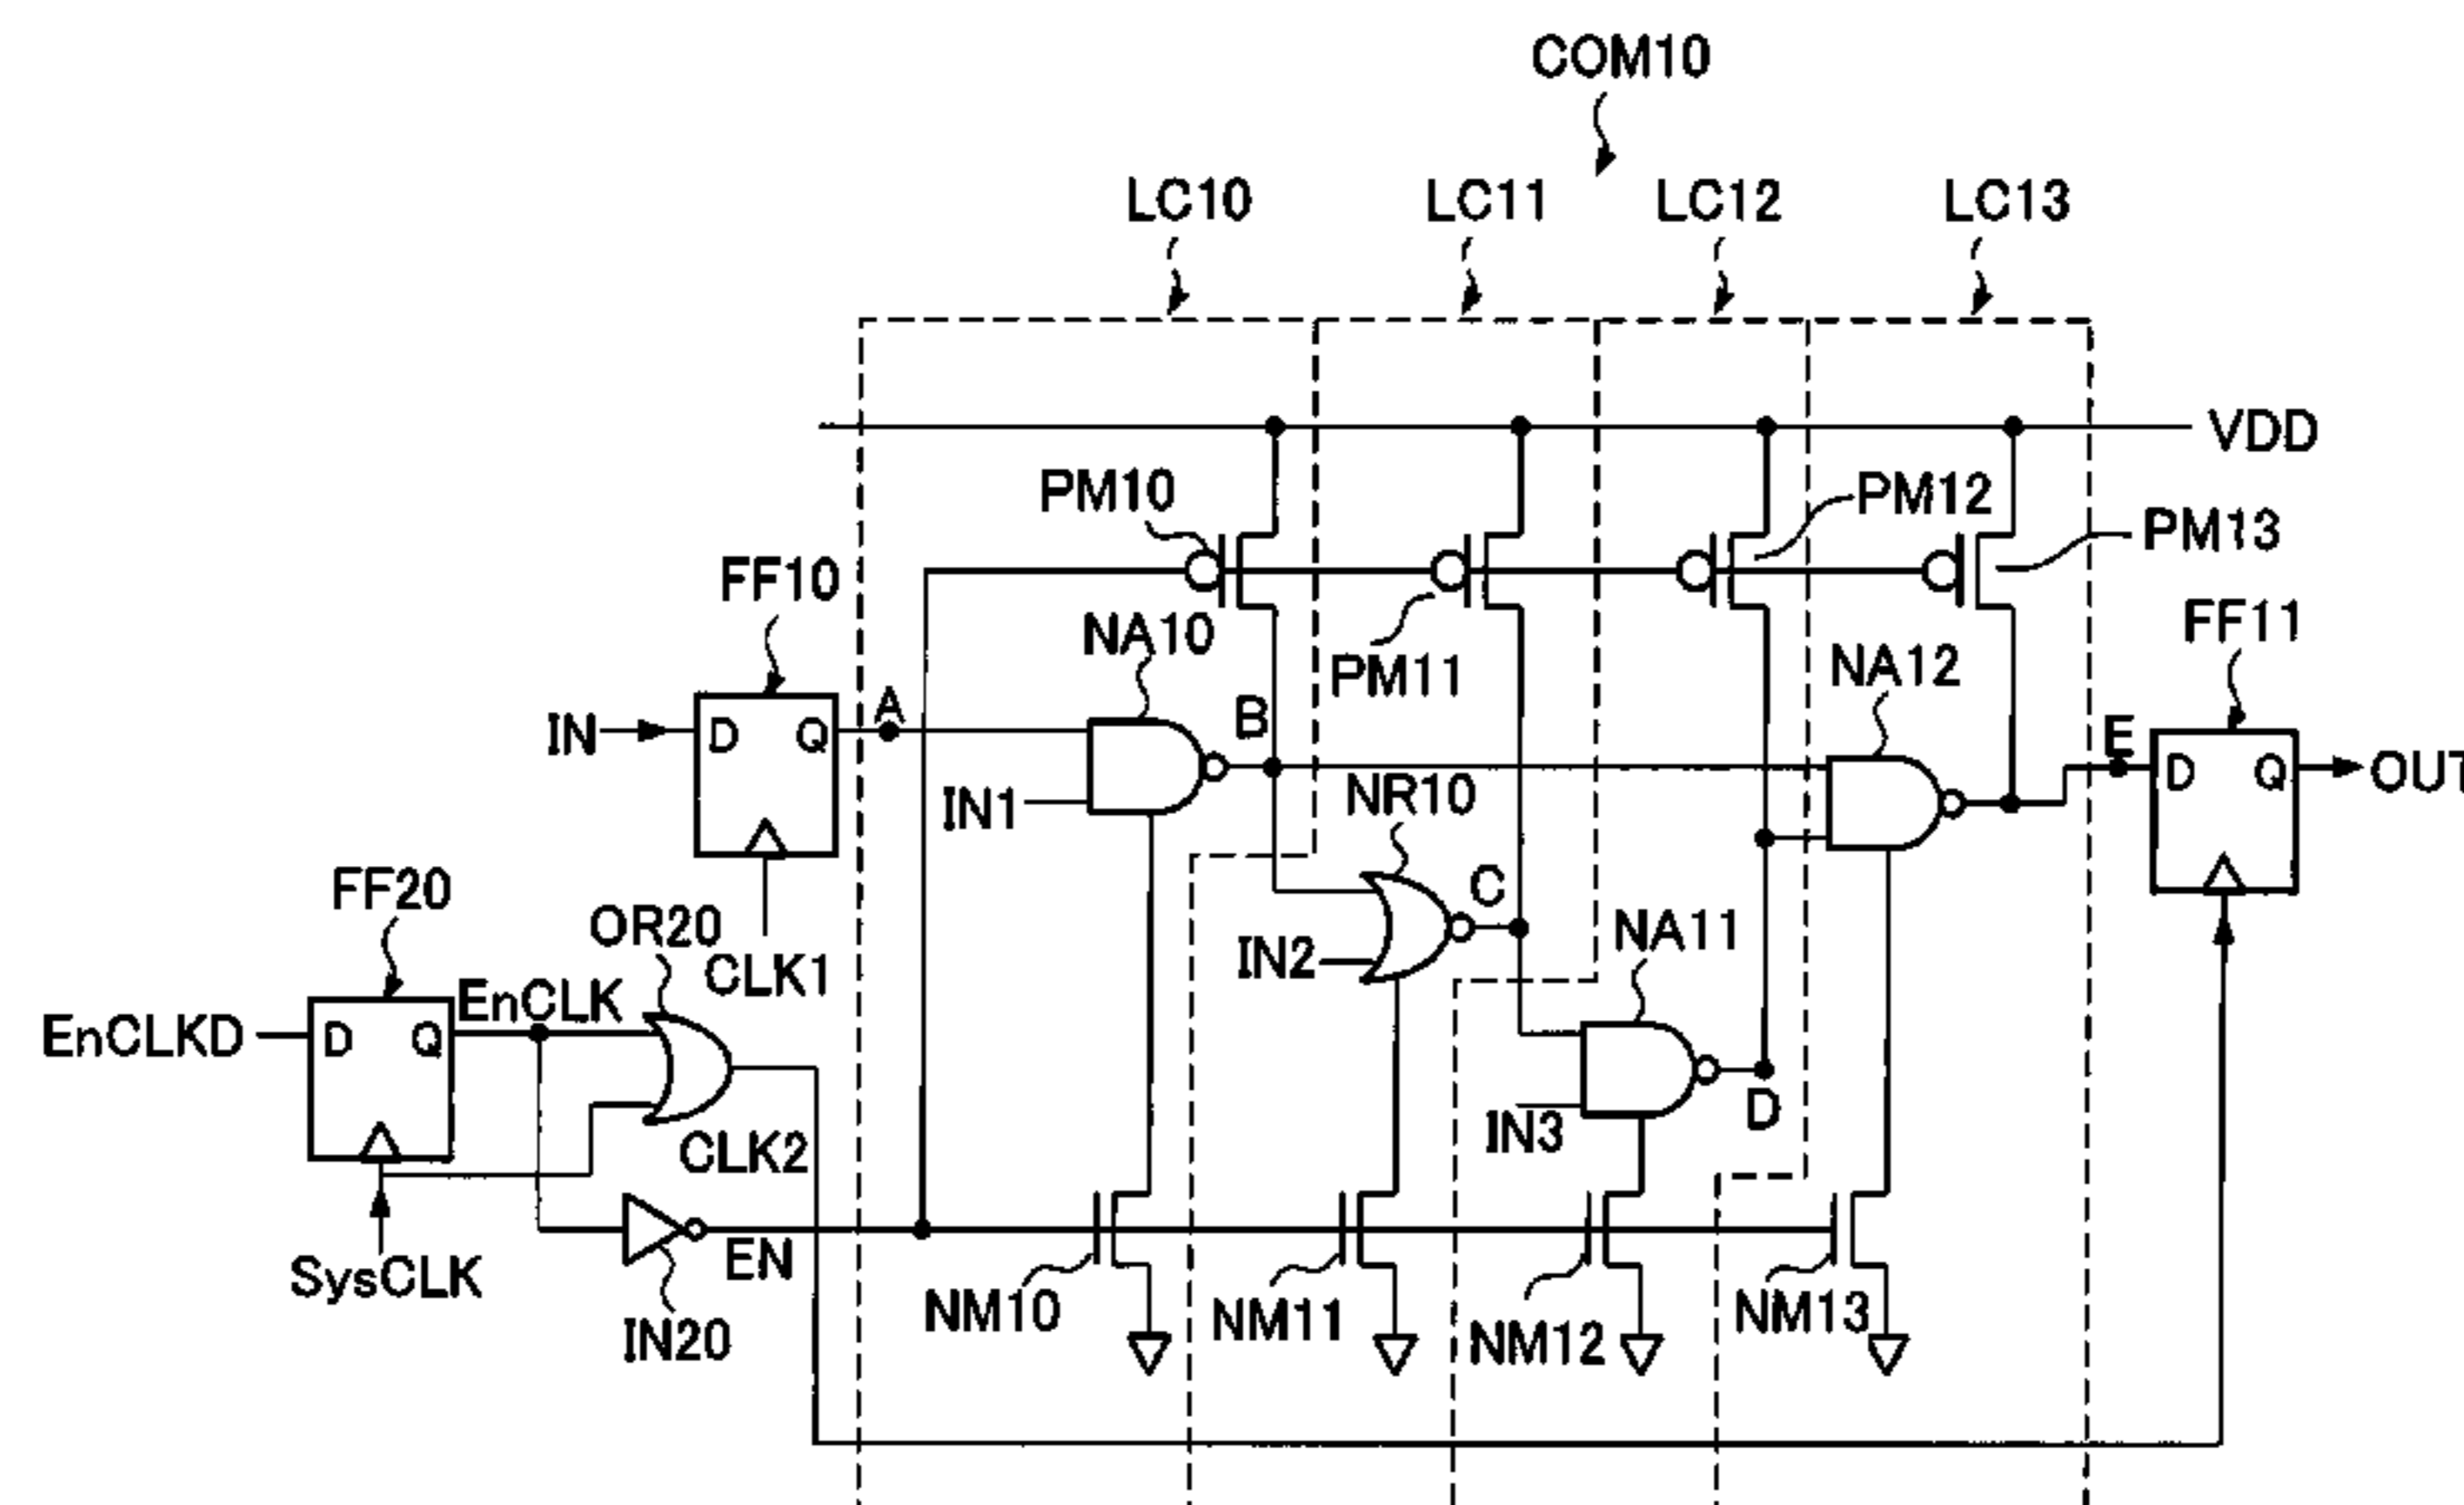 COM10
LC10 LC11 LC12 LC13
VDD
PM10 PM12
PM13
FF10
NA10 FF11
PM11 NA12
A B E
IN D Q D Q OUT
NR10
IN1
FF20 C
OR20 NA11
IN2
CLK1
EnCLK
EnCLKD D Q
D
IN3
CLK2
EN
SysCLK
NM10 NM11 NM12 NM13
IN20